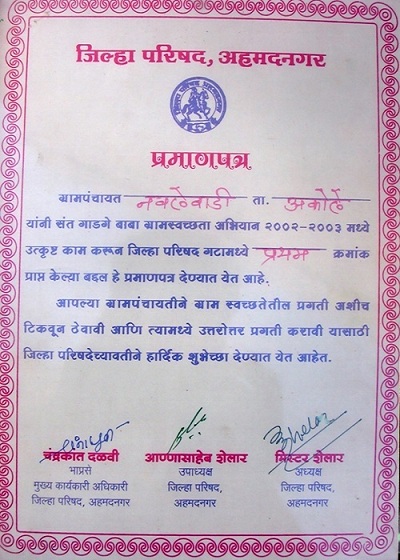 जिल्हा परिषद, अहमदनगर
प्रमाणपत्र
ग्रामपंचायत नवलेवाडी ता. अकोले
यांनी संत गाडगे बाबा ग्रामस्वच्छता अभियान २००२-२००३ मध्ये
उत्कृष्ट काम करून जिल्हा परिषद गटामध्ये प्रथम क्रमांक
प्राप्त केल्या बद्दल हे प्रमाणपत्र देण्यात येत आहे.
आपल्या ग्रामपंचायतीने ग्राम स्वच्छतेतील प्रगती अशीच
टिकवून ठेवावी आणि त्यामध्ये उत्तरोत्तर प्रगती करावी यासाठी
जिल्हा परिषदेच्यावतीने हार्दिक शुभेच्छा देण्यात येत आहेत.
चंद्रकांत दळवी आण्णासाहेब शेलार मिस्टर शेलार
भाप्रसे उपाध्यक्ष अध्यक्ष
मुख्य कार्यकारी अधिकारी जिल्हा परिषद, जिल्हा परिषद,
जिल्हा परिषद, अहमदनगर अहमदनगर अहमदनगर